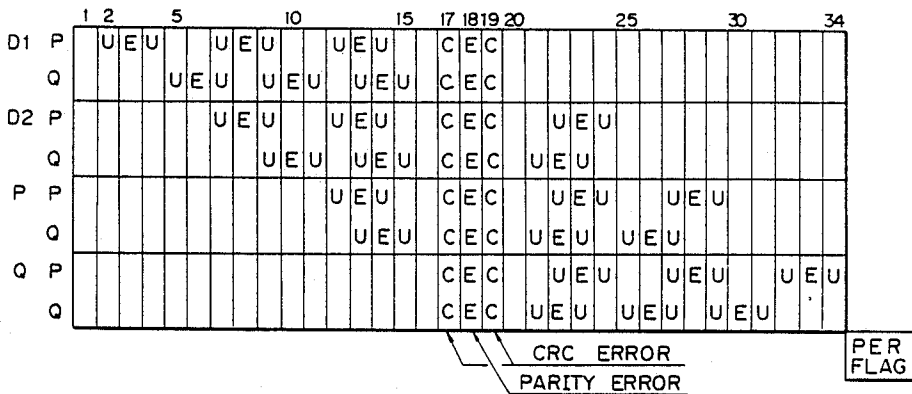 1 2 5 10 15 17 18 19 20 25 30 34
D1 P U E U U E U U E U C E C
Q U E U U E U U E U C E C
D2 P U E U U E U C E C U E U
Q U E U U E U C E C U E U
P P U E U C E C U E U U E U
Q U E U C E C U E U U E U
Q P C E C U E U U E U U E U
Q C E C U E U U E U U E U
CRC ERROR
PARITY ERROR
PER
FLAG